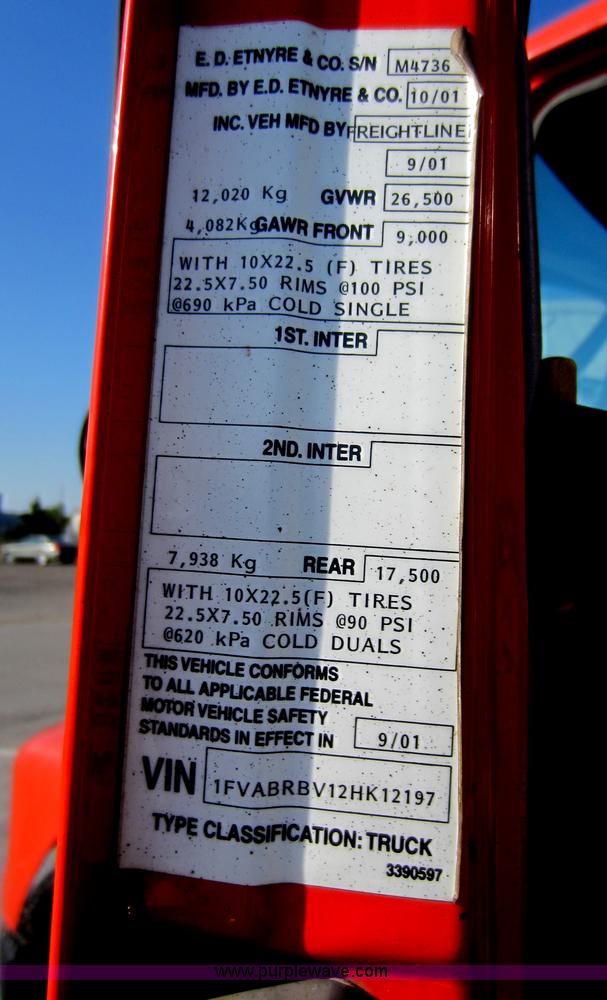 E. D. ETNYRE & CO. S/N M4736
MFD. BY E.D. ETNYRE & CO. 10/01
INC. VEH MFD BY FREIGHTLINE
9/01
12,020 Kg GVWR 26,500
4,082Kg GAWR FRONT 9,000
WITH 10X22.5 (F) TIRES
22.5X7.50 RIMS @100 PSI
@690 kPa COLD SINGLE
1ST. INTER
2ND. INTER
7,938 Kg REAR 17,500
WITH 10X22.5(F) TIRES
22.5X7.50 RIMS @90 PSI
@620 kPa COLD DUALS
THIS VEHICLE CONFORMS
TO ALL APPLICABLE FEDERAL
MOTOR VEHICLE SAFETY
STANDARDS IN EFFECT IN 9/01
VIN 1FVABRBV12HK12197
TYPE CLASSIFICATION: TRUCK
3390597
www.purplewave.com